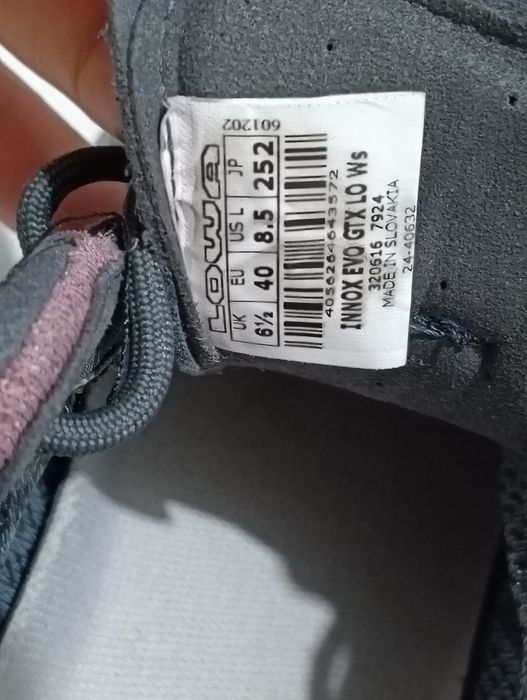 LOWA
UK EU US L JP
6½ 40 8.5 252
4056264643572
INNOX EVO GTX LO Ws
320616 7924
MADE IN SLOVAKIA
24-40632
601202